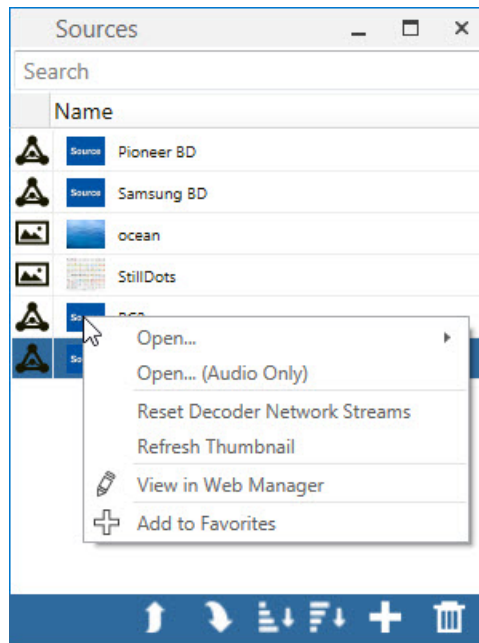 Sources
Search
Name
Source Pioneer BD
Source Samsung BD
ocean
StillDots
Open...
Open... (Audio Only)
Reset Decoder Network Streams
Refresh Thumbnail
View in Web Manager
Add to Favorites